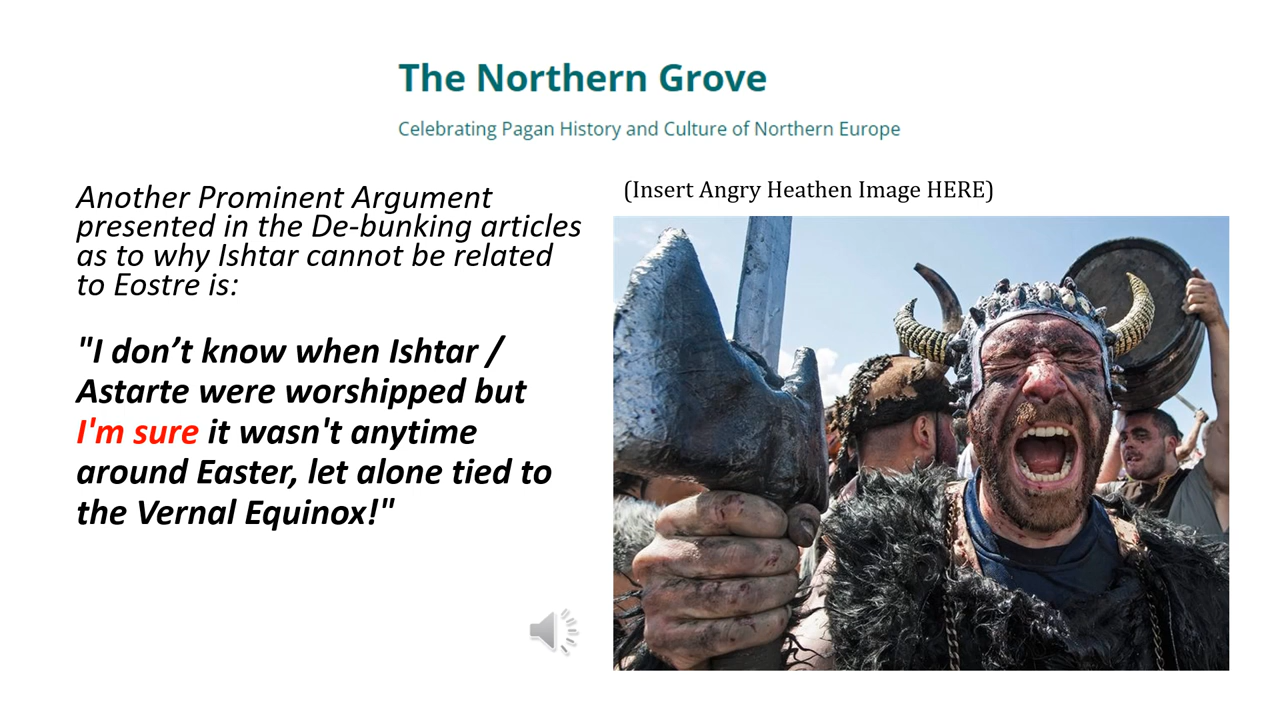 The Northern Grove
Celebrating Pagan History and Culture of Northern Europe
Another Prominent Argument
presented in the De-bunking articles
as to why Ishtar cannot be related
to Eostre is:
"I don’t know when Ishtar /
Astarte were worshipped but
I'm sure it wasn't anytime
around Easter, let alone tied to
the Vernal Equinox!"
(Insert Angry Heathen Image HERE)